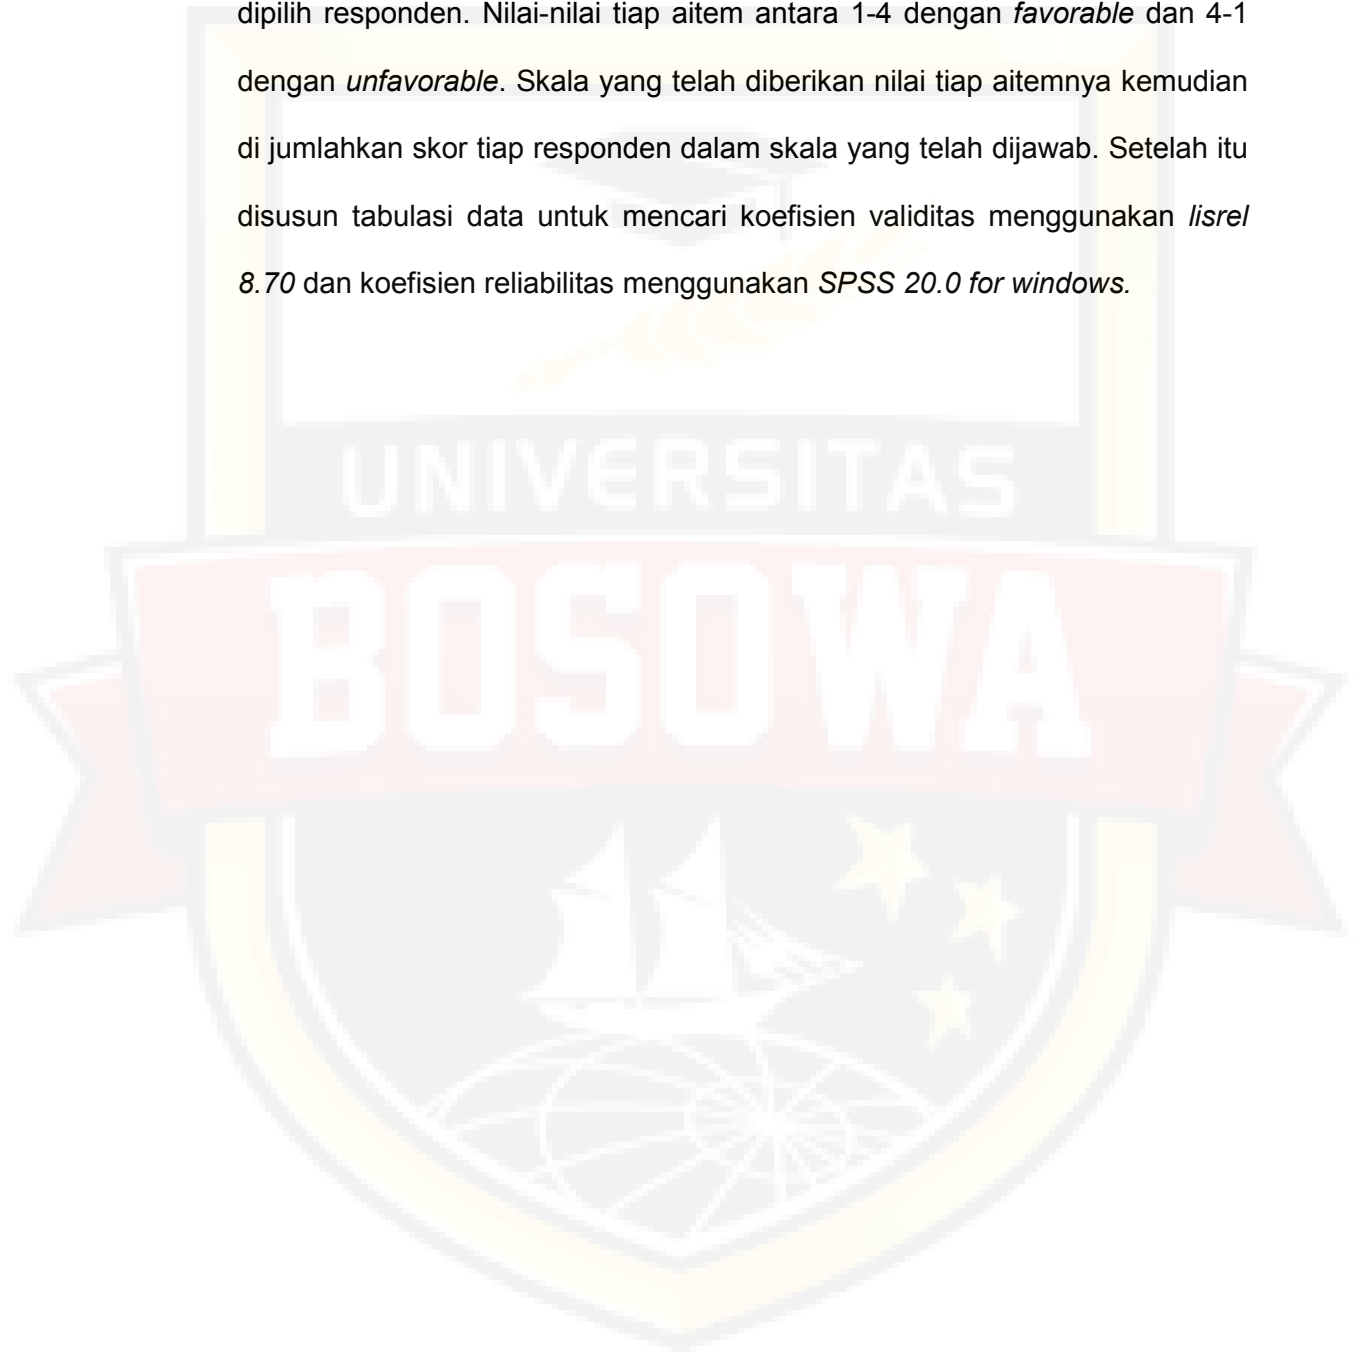 dipilih responden. Nilai-nilai tiap aitem antara 1-4 dengan favorable dan 4-1
dengan unfavorable. Skala yang telah diberikan nilai tiap aitemnya kemudian
di jumlahkan skor tiap responden dalam skala yang telah dijawab. Setelah itu
disusun tabulasi data untuk mencari koefisien validitas menggunakan lisrel
8.70 dan koefisien reliabilitas menggunakan SPSS 20.0 for windows.
UNIVERSITAS
BOSOWA